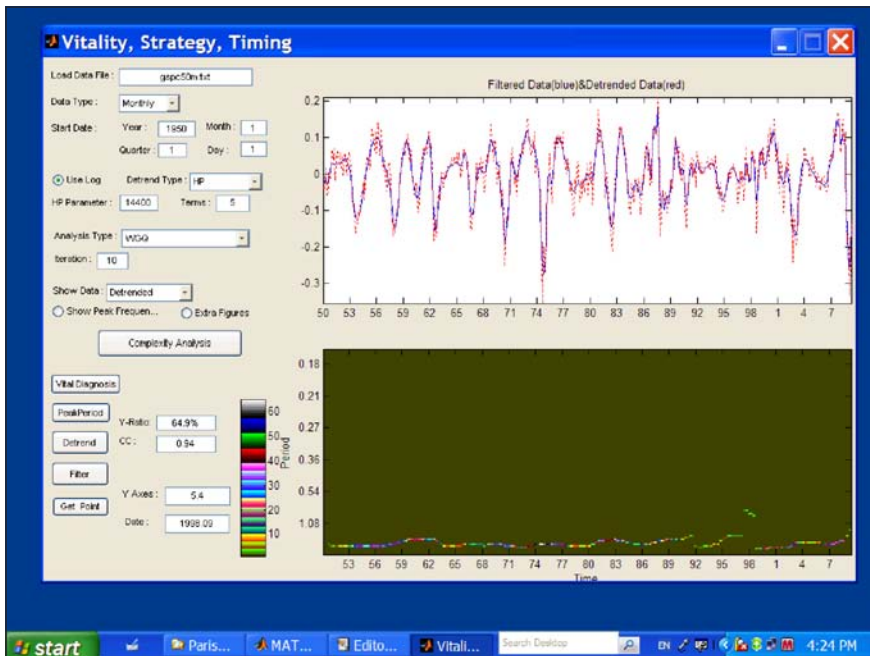 Vitality, Strategy, Timing
Load Data File : gspc50m.txt
Data Type : Monthly
Start Date : Year : 1950 Month : 1
Quarter : 1 Day : 1
Use Log Detrend Type : HP
HP Parameter : 14400 Terms : 5
Analysis Type : WGQ
Iteration : 10
Show Data : Detrended
Show Peak Frequen... Extra Figures
Complexity Analysis
Vital Diagnosis
PeakPeriod
Detrend
Filter
Get Point
Y-Ratio: 64.9%
CC : 0.94
Y Axes : 5.4
Date : 1998.09
60
50
40
30
20
10
Filtered Data(blue)&Detrended Data(red)
0.2
0.1
0
-0.1
-0.2
-0.3
50 53 56 59 62 65 68 71 74 77 80 83 86 89 92 95 98 1 4 7
Period
0.18
0.21
0.27
0.36
0.54
1.08
53 56 59 62 65 68 71 74 77 80 83 86 89 92 95 98 1 4 7
Time
start Paris... MAT... Edito... Vitali... Search Desktop EN 4:24 PM